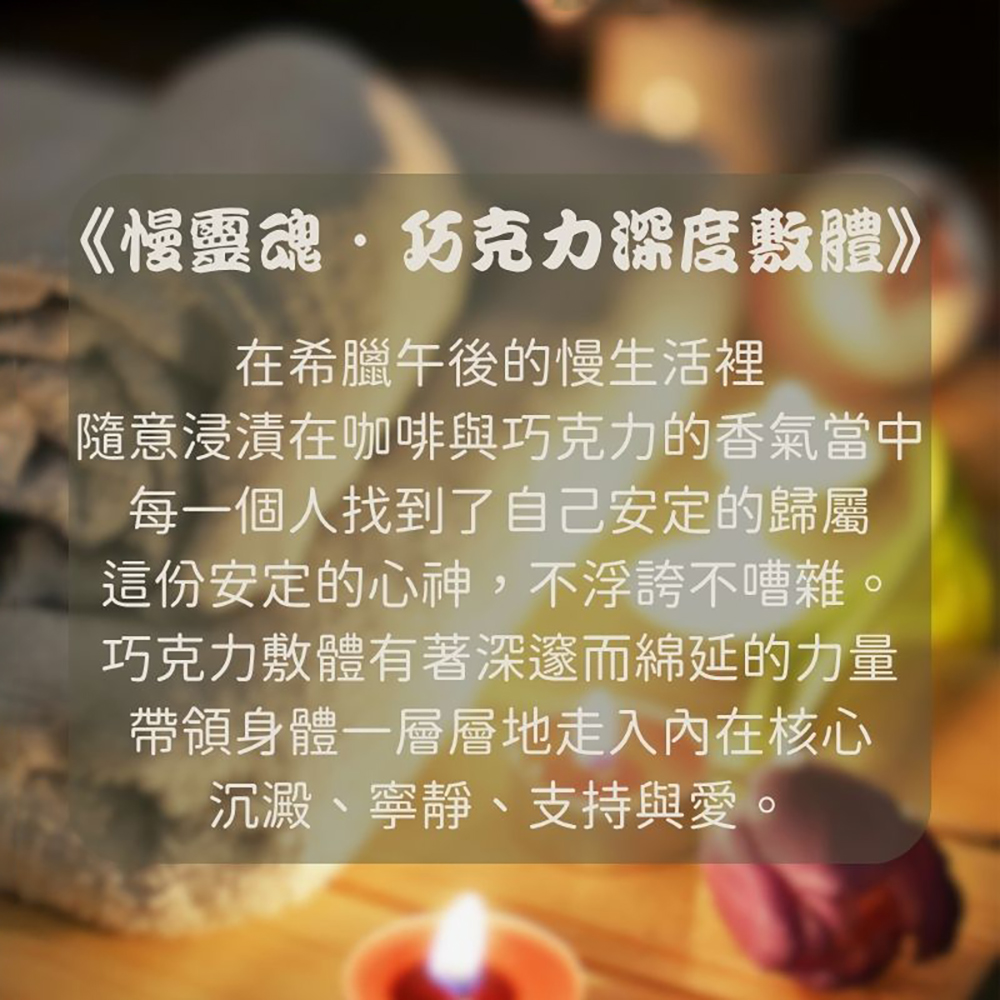 《慢靈魂·巧克力深度敷體》
在希臘午後的慢生活裡
隨意浸漬在咖啡與巧克力的香氣當中
每一個人找到了自己安定的歸屬
這份安定的心神，不浮誇不嘈雜。
巧克力敷體有著深邃而綿延的力量
帶領身體一層層地走入內在核心
沉澱、寧靜、支持與愛。